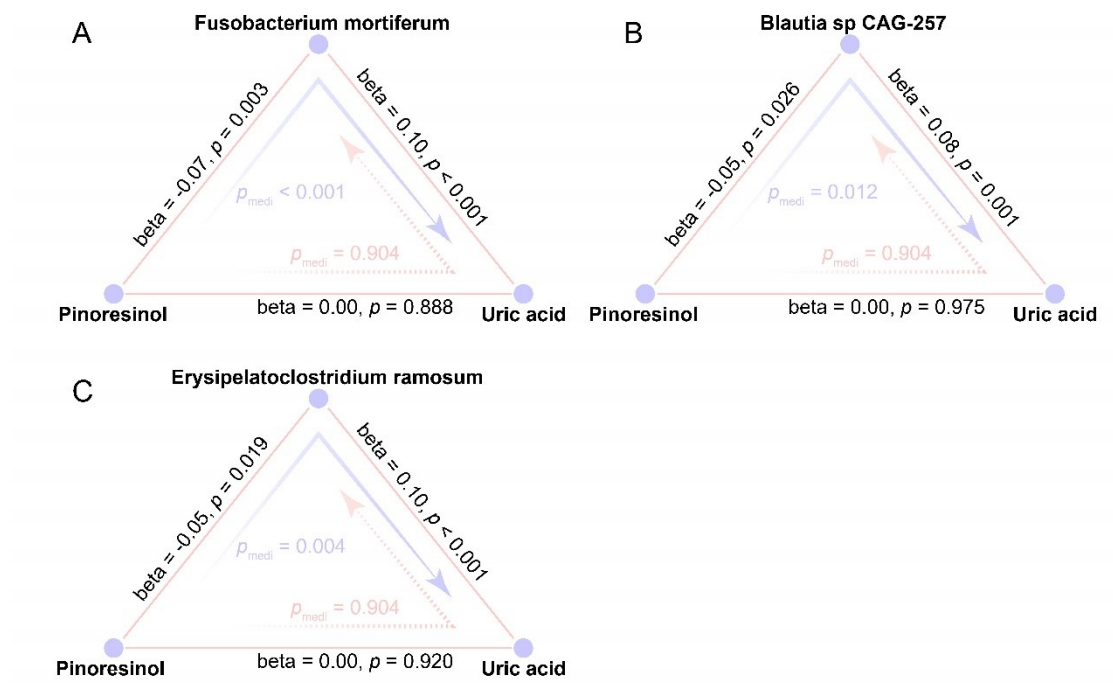 A
Fusobacterium mortiferum
beta = -0.07, p = 0.003
beta = 0.10, p < 0.001
pmedi < 0.001
pmedi = 0.904
beta = 0.00, p = 0.888
Pinoresinol
Uric acid
B
Blautia sp CAG-257
beta = -0.05, p = 0.026
beta = 0.08, p = 0.001
pmedi = 0.012
pmedi = 0.904
beta = 0.00, p = 0.975
Pinoresinol
Uric acid
C
Erysipelatoclostridium ramosum
beta = -0.05, p = 0.019
beta = 0.10, p < 0.001
pmedi = 0.004
pmedi = 0.904
beta = 0.00, p = 0.920
Pinoresinol
Uric acid